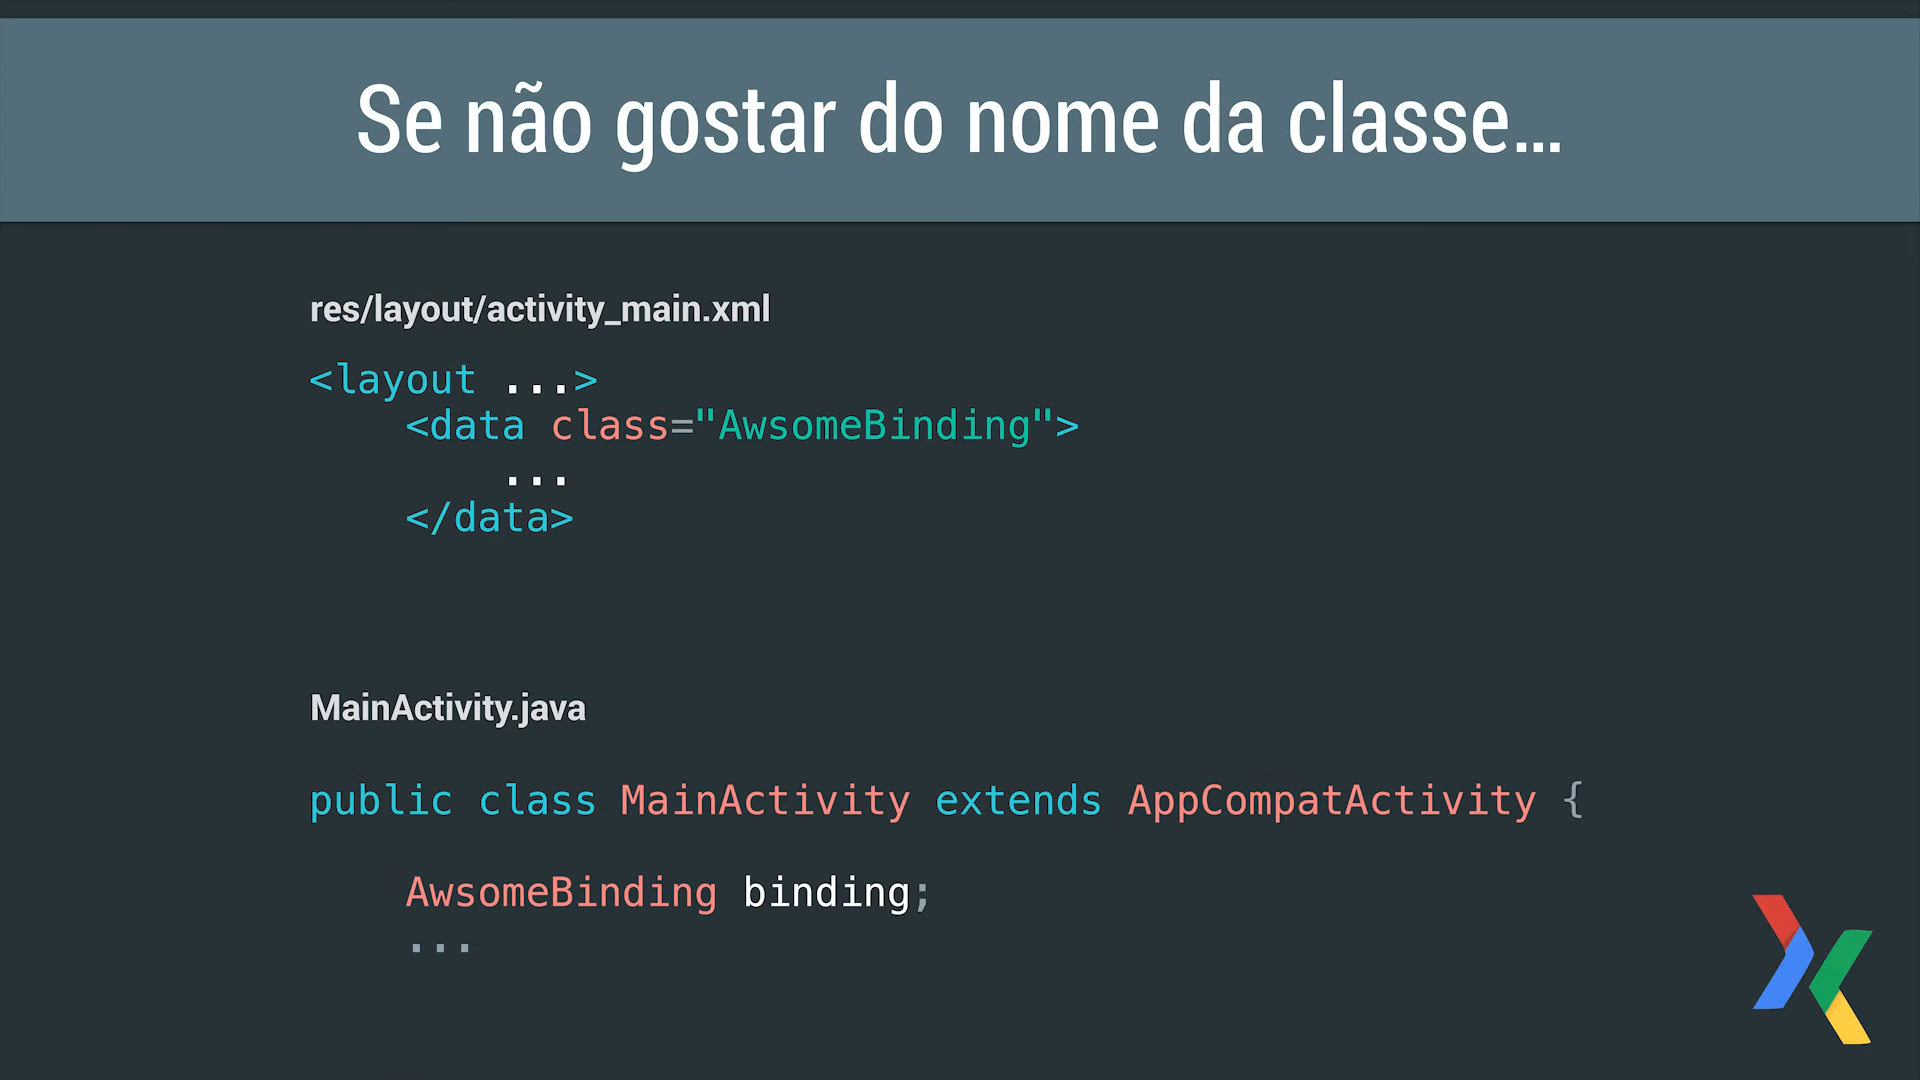 Se não gostar do nome da classe...
res/layout/activity_main.xml
<layout ...>
<data class="AwsomeBinding">
...
</data>
MainActivity.java
public class MainActivity extends AppCompatActivity {
AwsomeBinding binding;
...